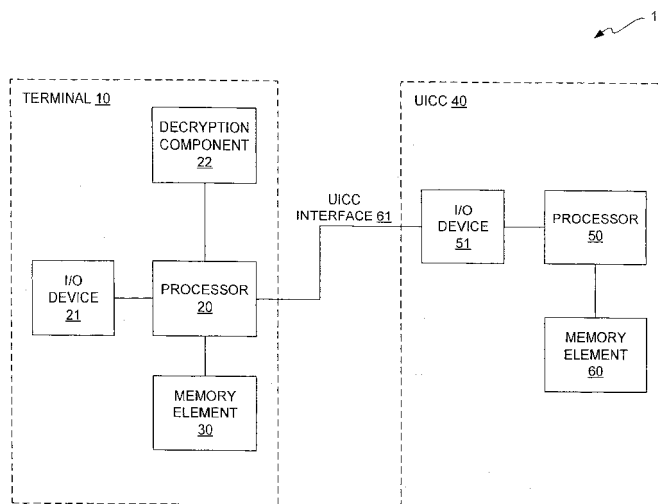 1
TERMINAL 10
UICC 40
DECRYPTION
COMPONENT
22
UICC
INTERFACE 61
I/O
DEVICE
51
PROCESSOR
50
I/O
DEVICE
21
PROCESSOR
20
MEMORY
ELEMENT
60
MEMORY
ELEMENT
30